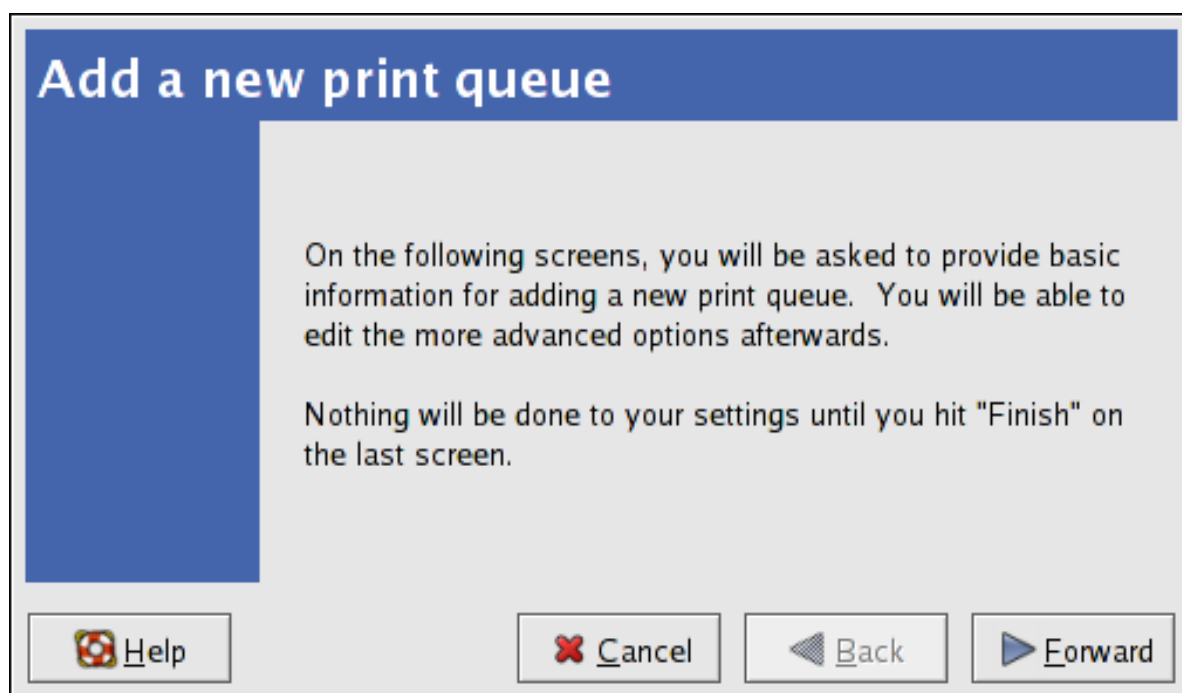 Add a new print queue
On the following screens, you will be asked to provide basic
information for adding a new print queue.  You will be able to
edit the more advanced options afterwards.
Nothing will be done to your settings until you hit "Finish" on
the last screen.
Help
Cancel
Back
Forward